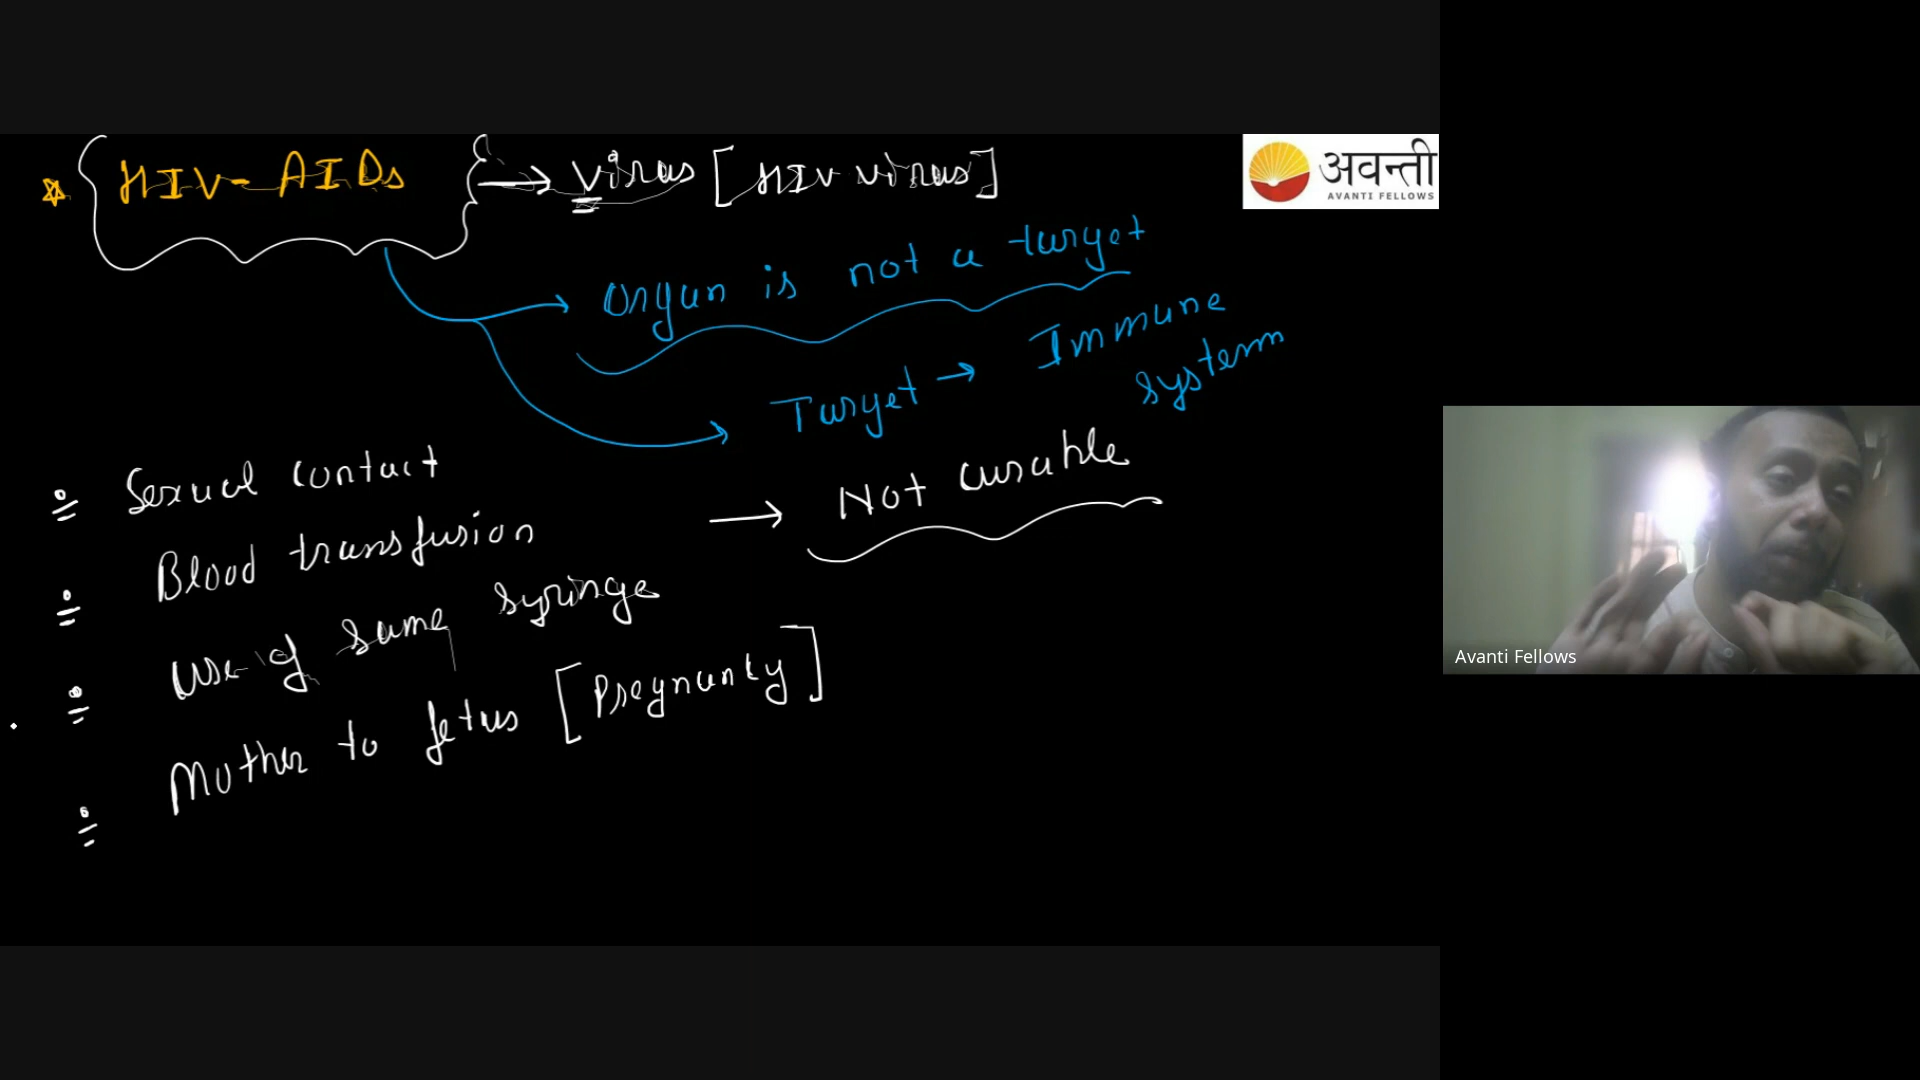 HIV-AIDs → Virus [HIV virus]
अवन्ती
AVANTI FELLOWS
Organ is not a target
Target → Immune
system
Sexual contact
→ Not curable
Blood transfusion
use of same syringe
Mother to fetus [Pregnancy]
Avanti Fellows